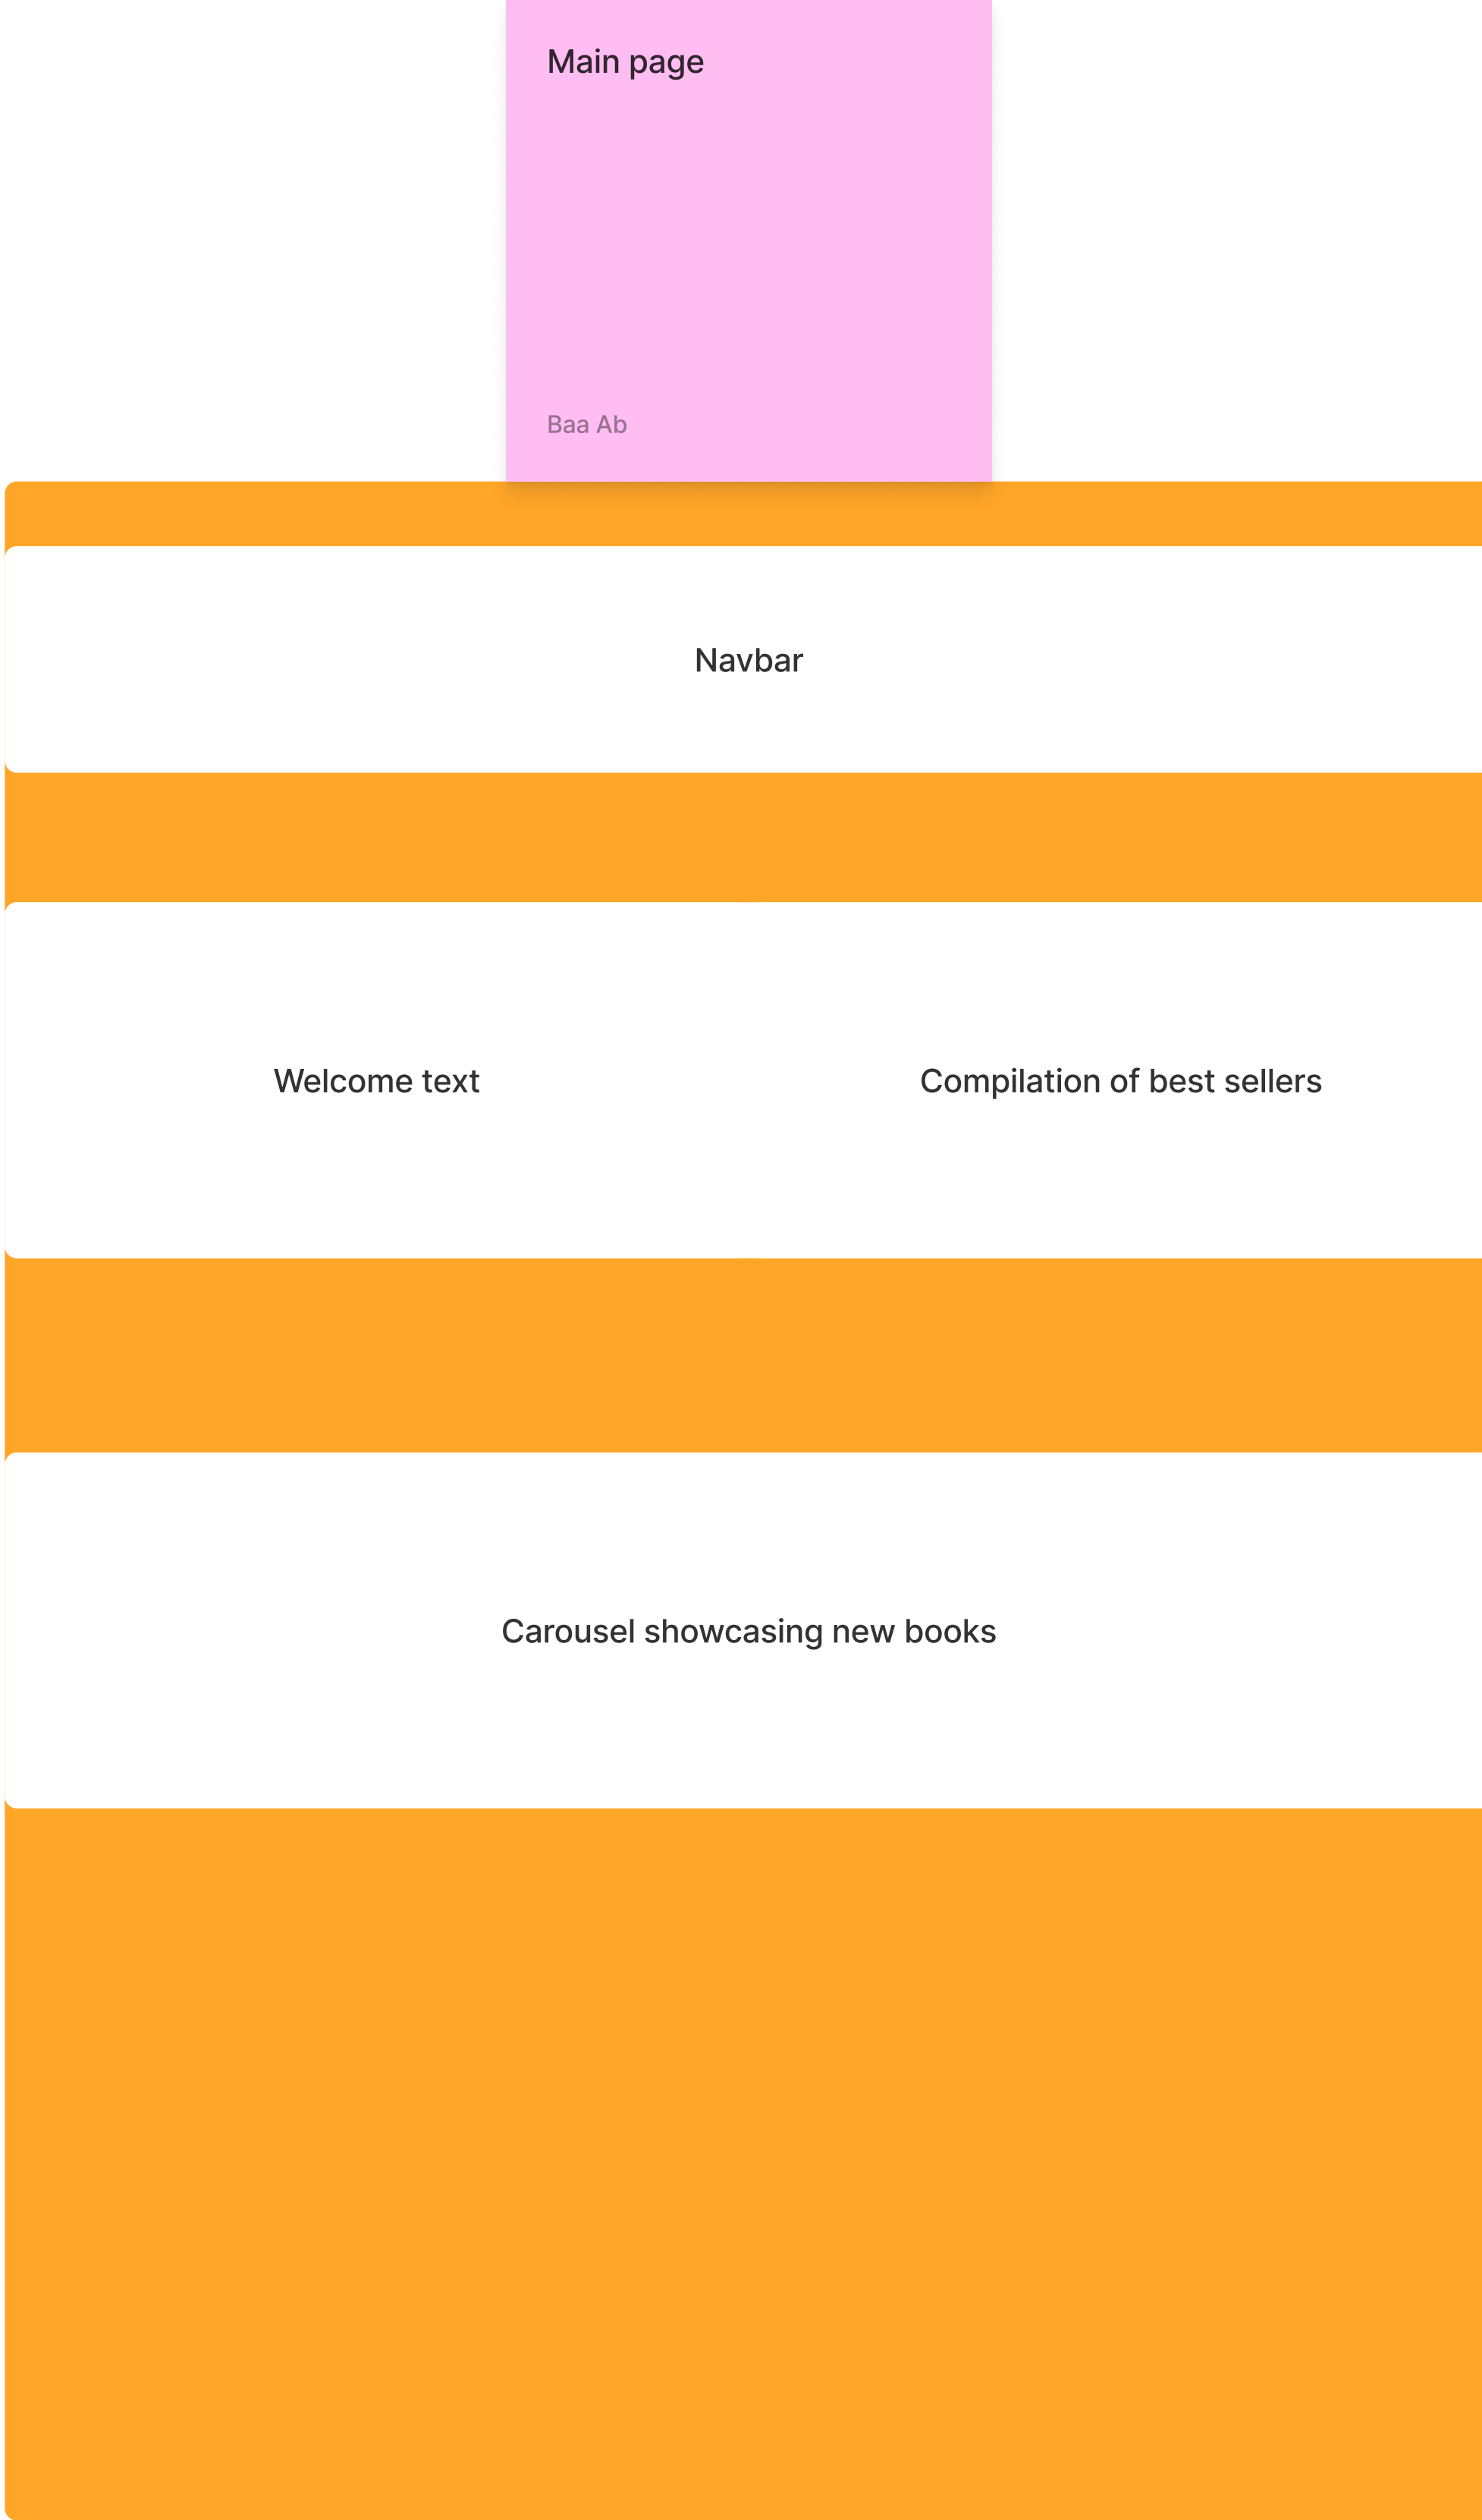 Main page
Baa Ab
Navbar
Welcome text
Compilation of best sellers
Carousel showcasing new books